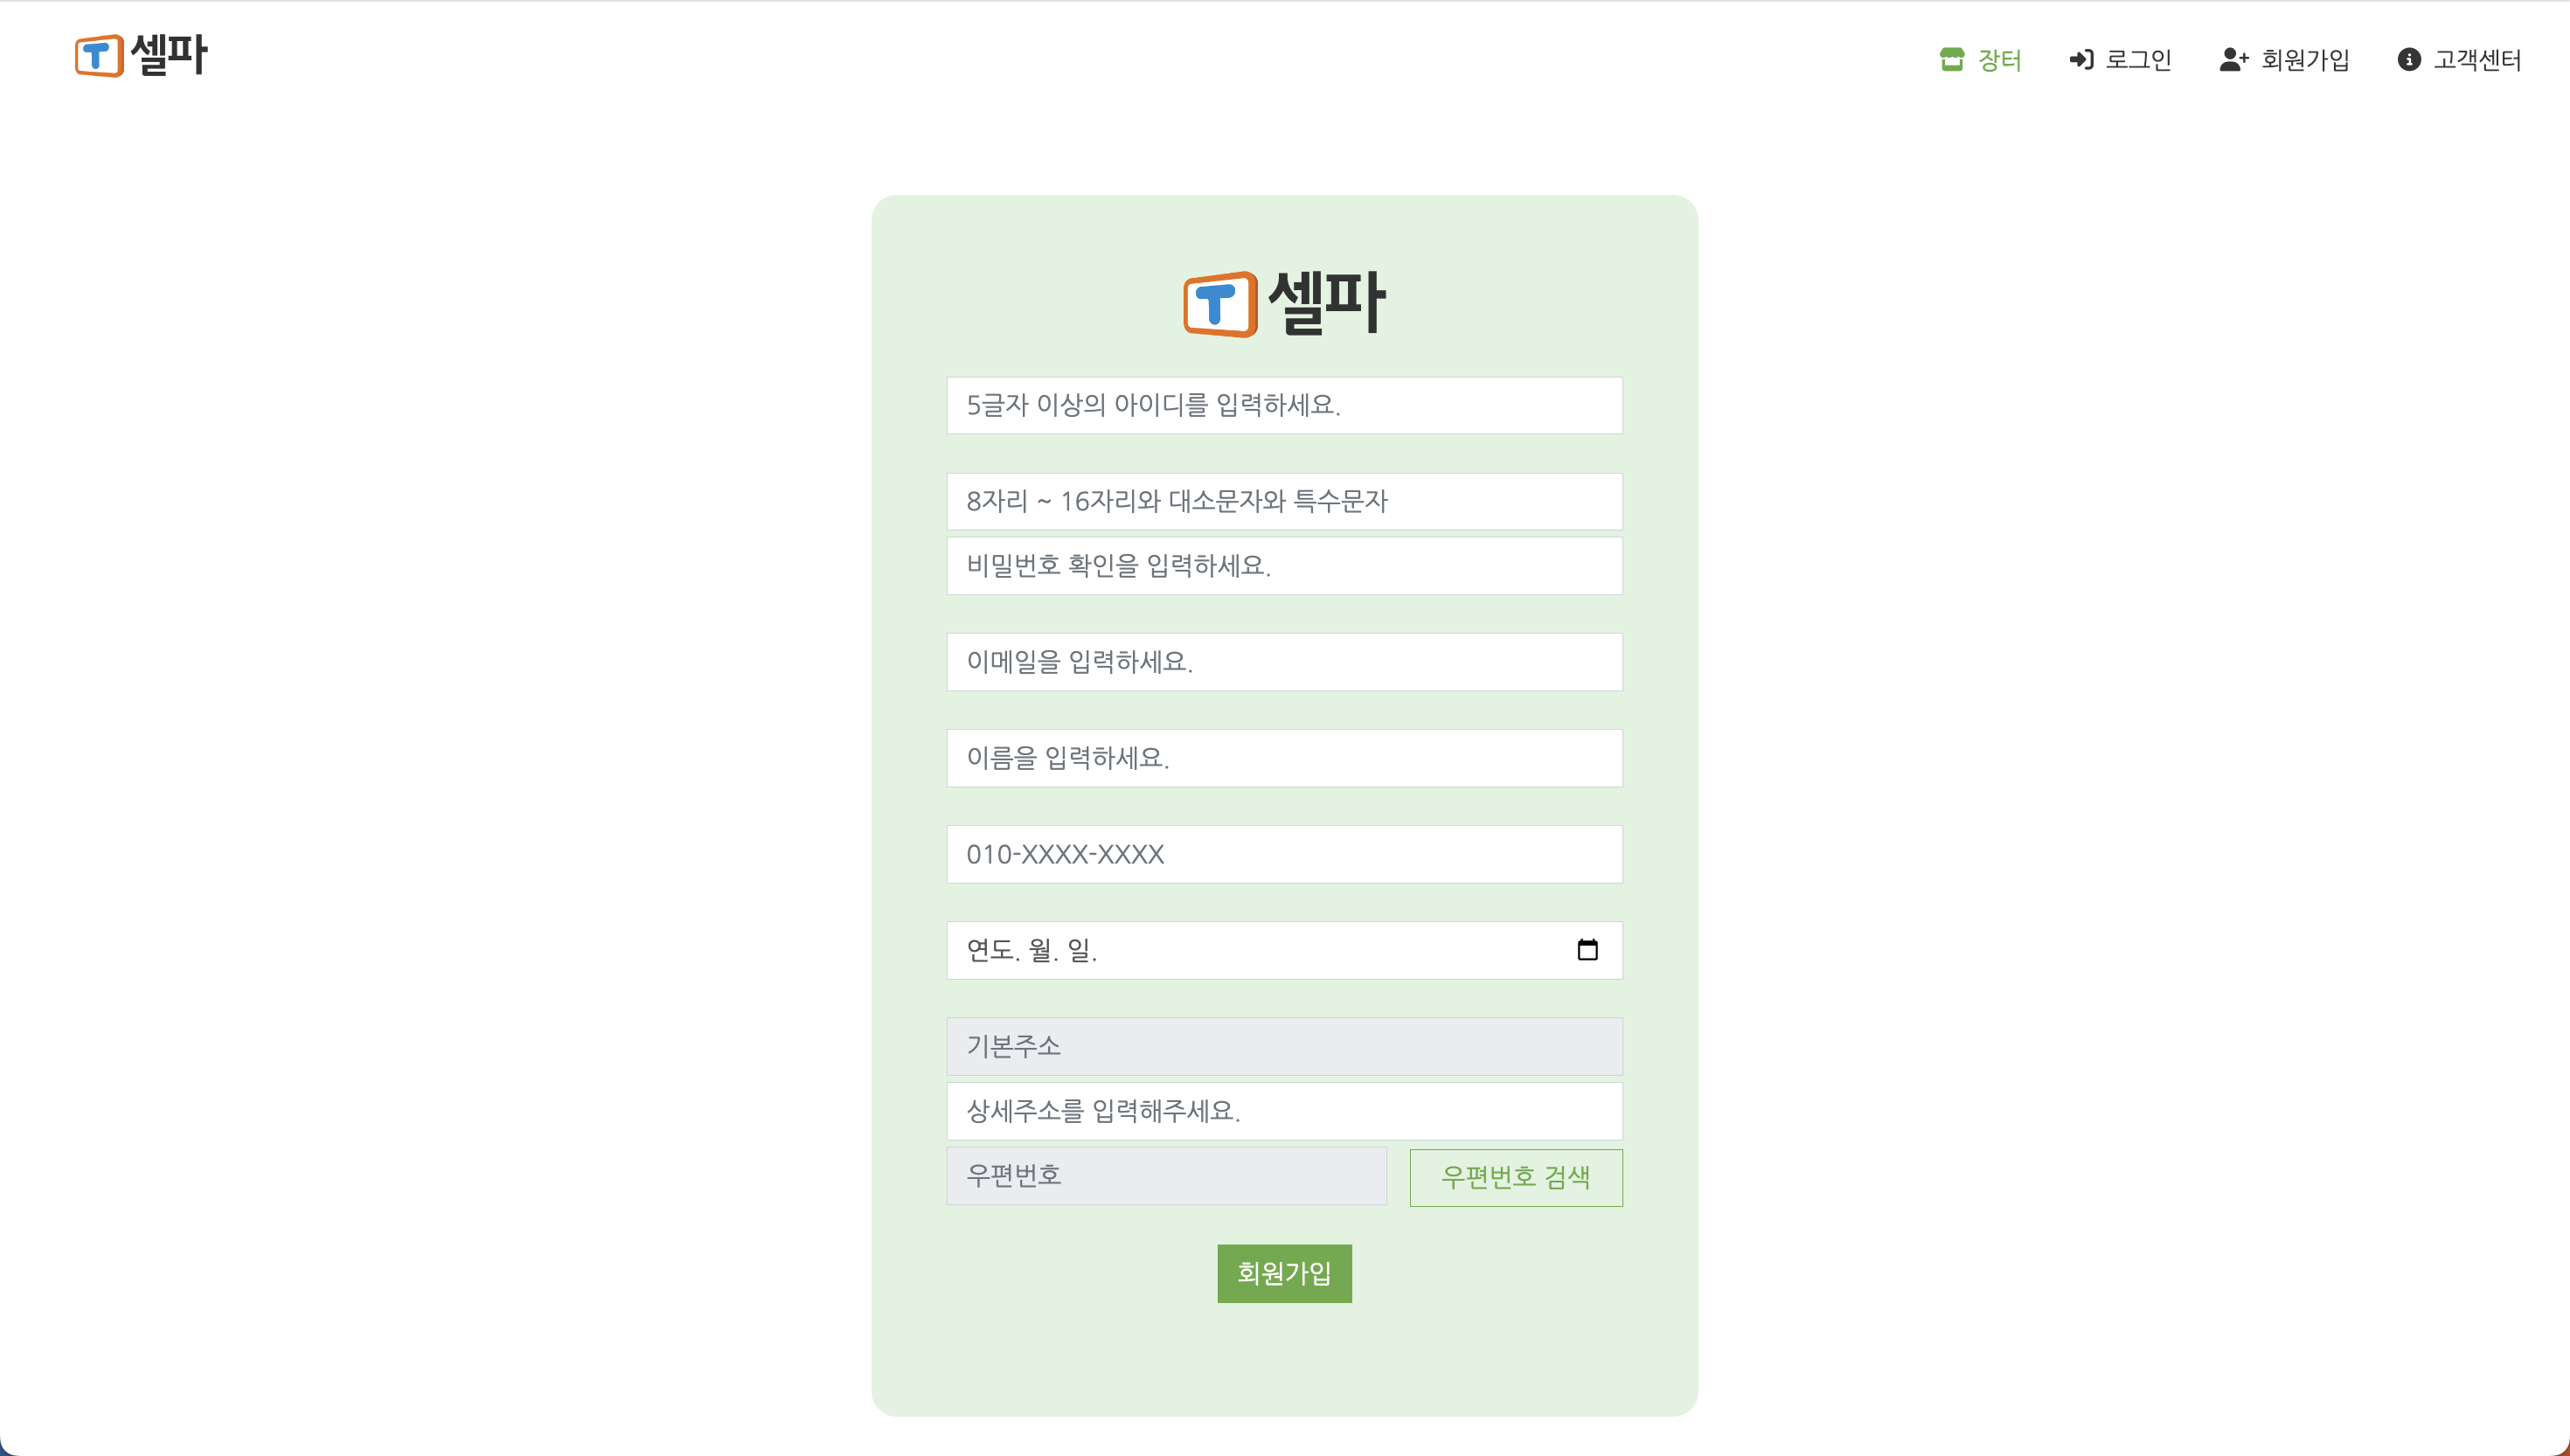 T 셀파
장터 로그인 회원가입 고객센터
T 셀파
5글자 이상의 아이디를 입력하세요.
8자리 ~ 16자리와 대소문자와 특수문자
비밀번호 확인을 입력하세요.
이메일을 입력하세요.
이름을 입력하세요.
010-XXXX-XXXX
연도. 월. 일.
기본주소
상세주소를 입력해주세요.
우편번호 우편번호 검색
회원가입